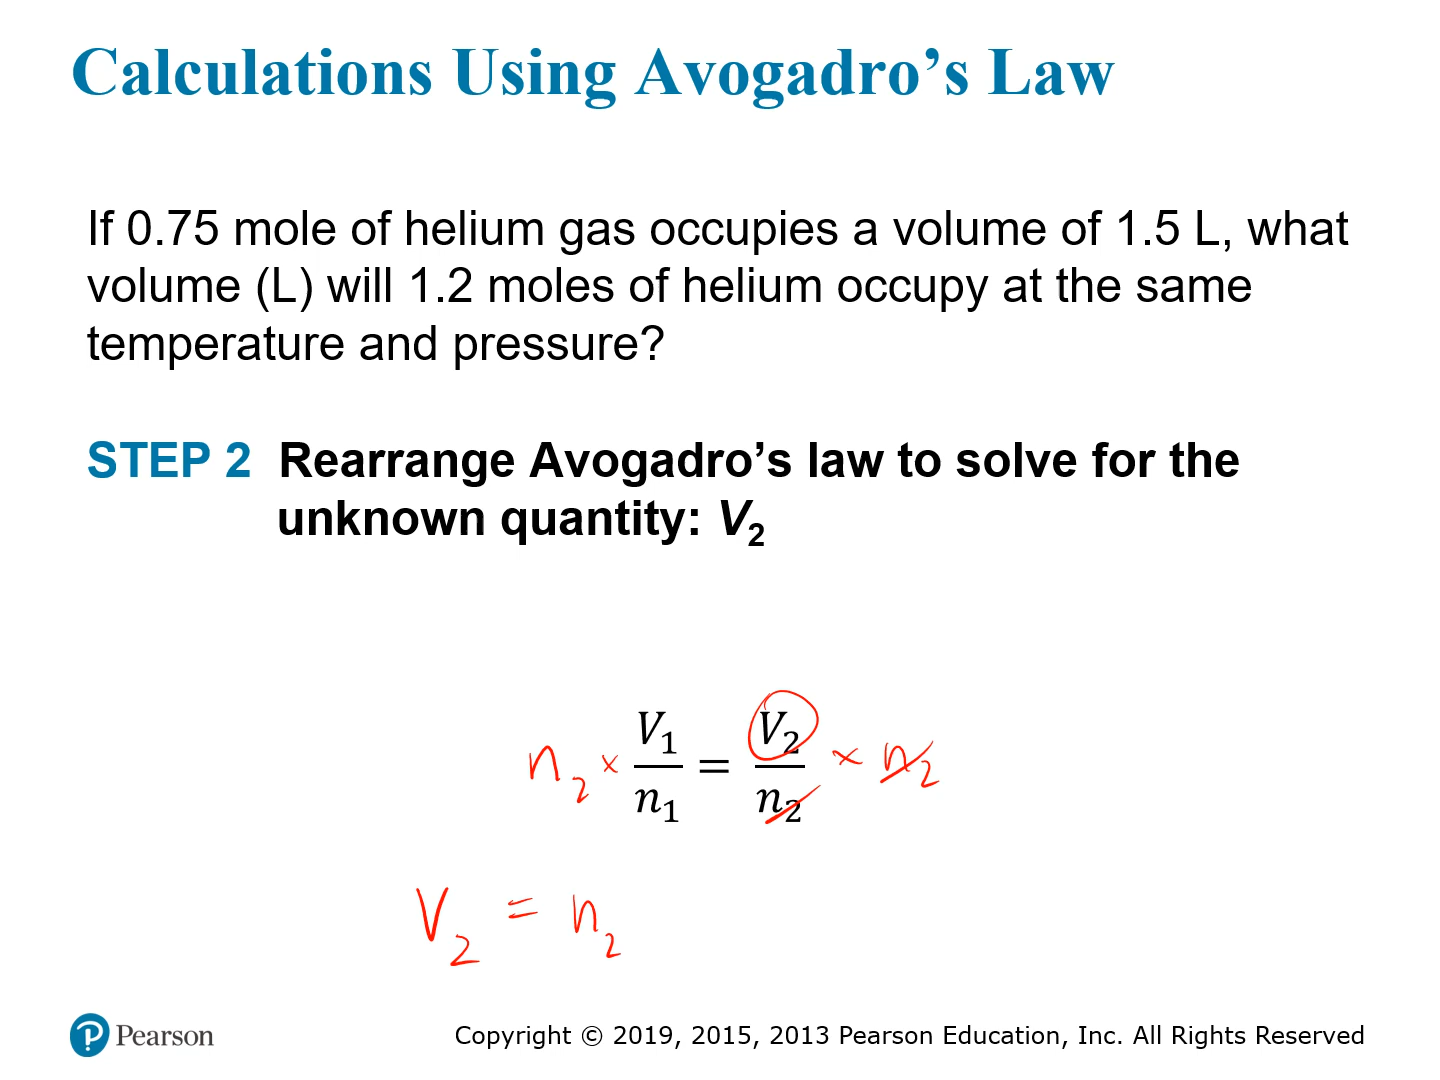 Calculations Using Avogadro’s Law
If 0.75 mole of helium gas occupies a volume of 1.5 L, what
volume (L) will 1.2 moles of helium occupy at the same
temperature and pressure?
STEP 2 Rearrange Avogadro’s law to solve for the
unknown quantity: V₂
n₂ × V₁/n₁ = V₂/n₂ × n₂
V₂ = n₂
Pearson
Copyright © 2019, 2015, 2013 Pearson Education, Inc. All Rights Reserved